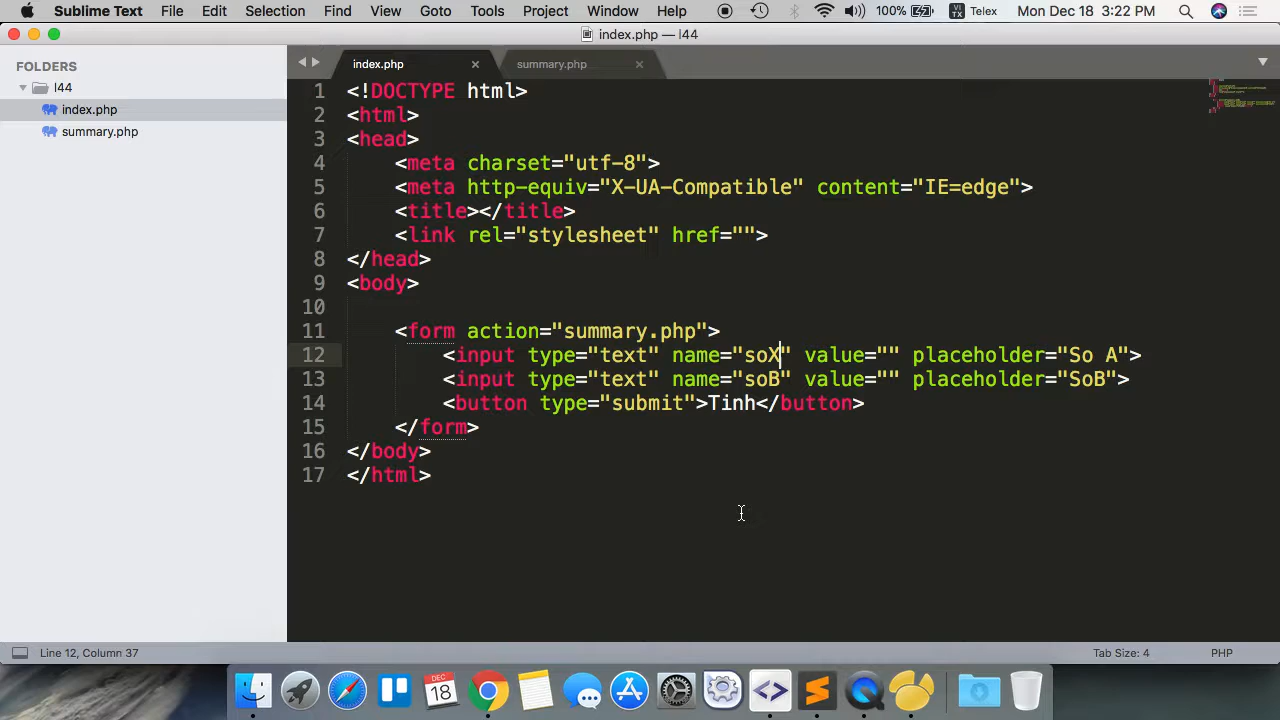 Sublime Text File Edit Selection Find View Goto Tools Project Window Help 100% VI TX Telex Mon Dec 18 3:22 PM
index.php — l44
FOLDERS
l44
index.php
summary.php
index.php summary.php
1 <!DOCTYPE html>
2 <html>
3 <head>
4 <meta charset="utf-8">
5 <meta http-equiv="X-UA-Compatible" content="IE=edge">
6 <title></title>
7 <link rel="stylesheet" href="">
8 </head>
9 <body>
10
11 <form action="summary.php">
12 <input type="text" name="soX" value="" placeholder="So A">
13 <input type="text" name="soB" value="" placeholder="SoB">
14 <button type="submit">Tinh</button>
15 </form>
16 </body>
17 </html>
Line 12, Column 37 Tab Size: 4 PHP
DEC
18